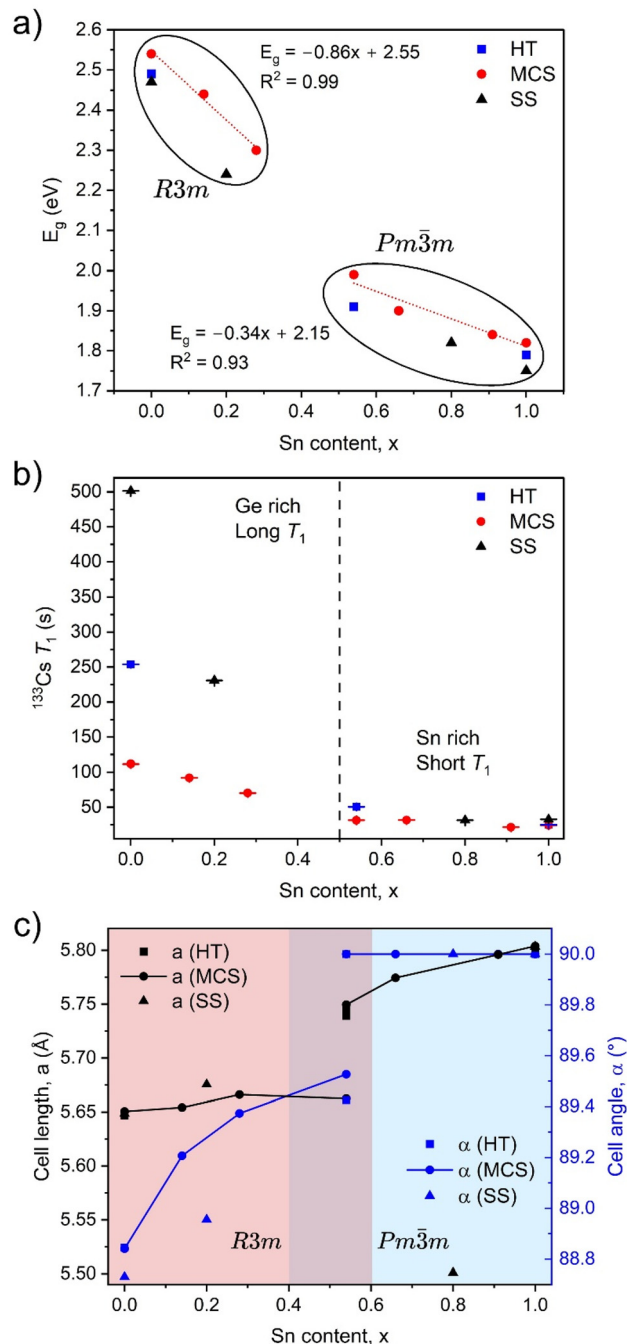 a)
2.6
2.5
2.4
2.3
2.2
2.1
2.0
1.9
1.8
1.7
E_g (eV)
E_g = −0.86x + 2.55
R² = 0.99
HT
MCS
SS
R3m
Pm3̄m
E_g = −0.34x + 2.15
R² = 0.93
0.0 0.2 0.4 0.6 0.8 1.0
Sn content, x
b)
500
450
400
350
300
250
200
150
100
50
¹³³Cs T₁ (s)
Ge rich
Long T₁
HT
MCS
SS
Sn rich
Short T₁
0.0 0.2 0.4 0.6 0.8 1.0
Sn content, x
c)
5.80
5.75
5.70
5.65
5.60
5.55
5.50
Cell length, a (Å)
a (HT)
a (MCS)
a (SS)
α (HT)
α (MCS)
α (SS)
R3m
Pm3̄m
90.0
89.8
89.6
89.4
89.2
89.0
88.8
Cell angle, α (°)
0.0 0.2 0.4 0.6 0.8 1.0
Sn content, x